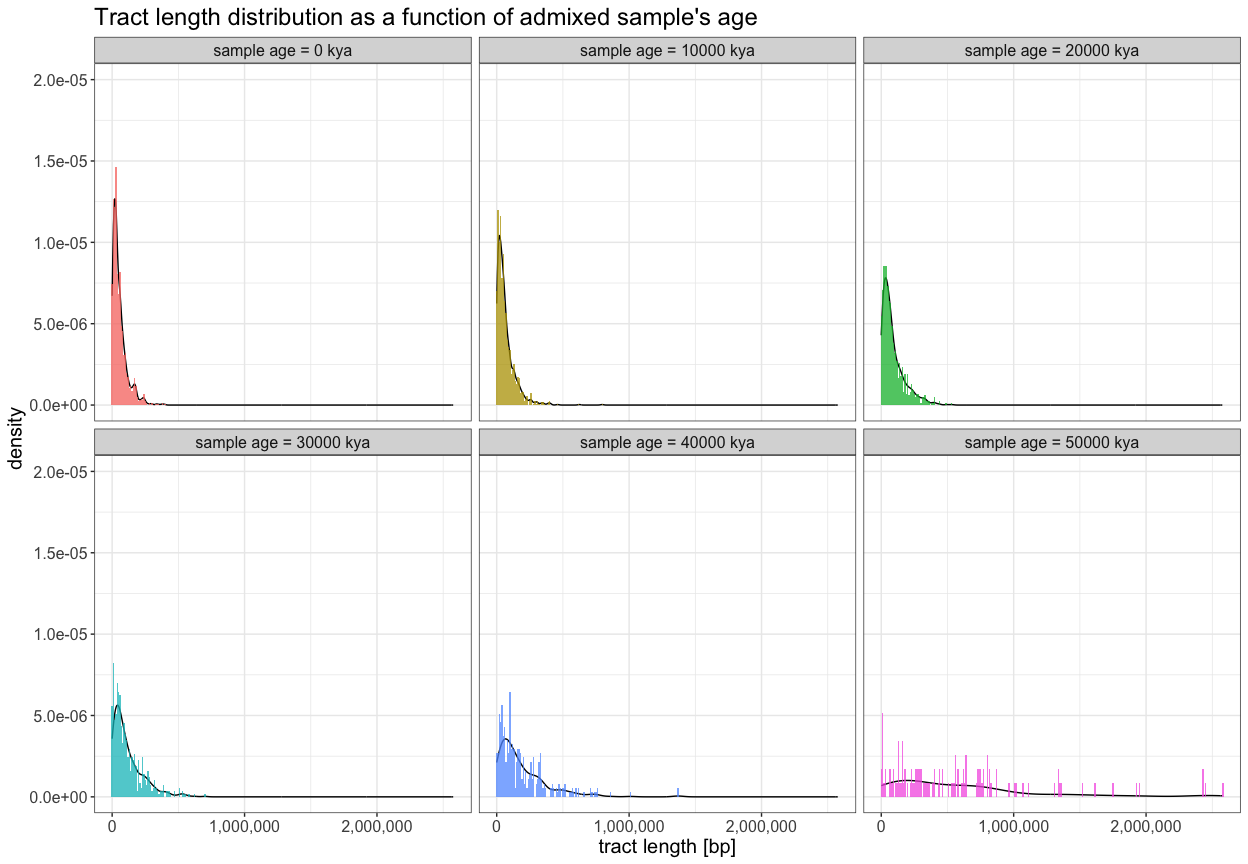 Tract length distribution as a function of admixed sample's age
sample age = 0 kya
sample age = 10000 kya
sample age = 20000 kya
2.0e-05
1.5e-05
1.0e-05
5.0e-06
0.0e+00
density
sample age = 30000 kya
sample age = 40000 kya
sample age = 50000 kya
2.0e-05
1.5e-05
1.0e-05
5.0e-06
0.0e+00
0 1,000,000 2,000,000
0 1,000,000 2,000,000
0 1,000,000 2,000,000
tract length [bp]